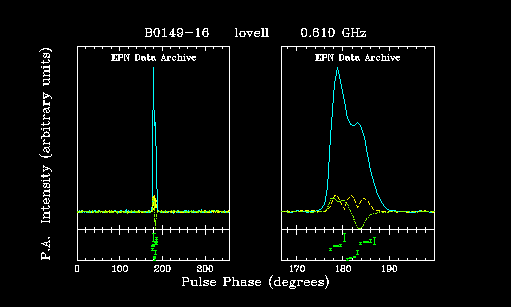 B0149-16 lovell 0.610 GHz
EPN Data Archive EPN Data Archive
P.A. Intensity (arbitrary units)
0 100 200 300 170 180 190
Pulse Phase (degrees)